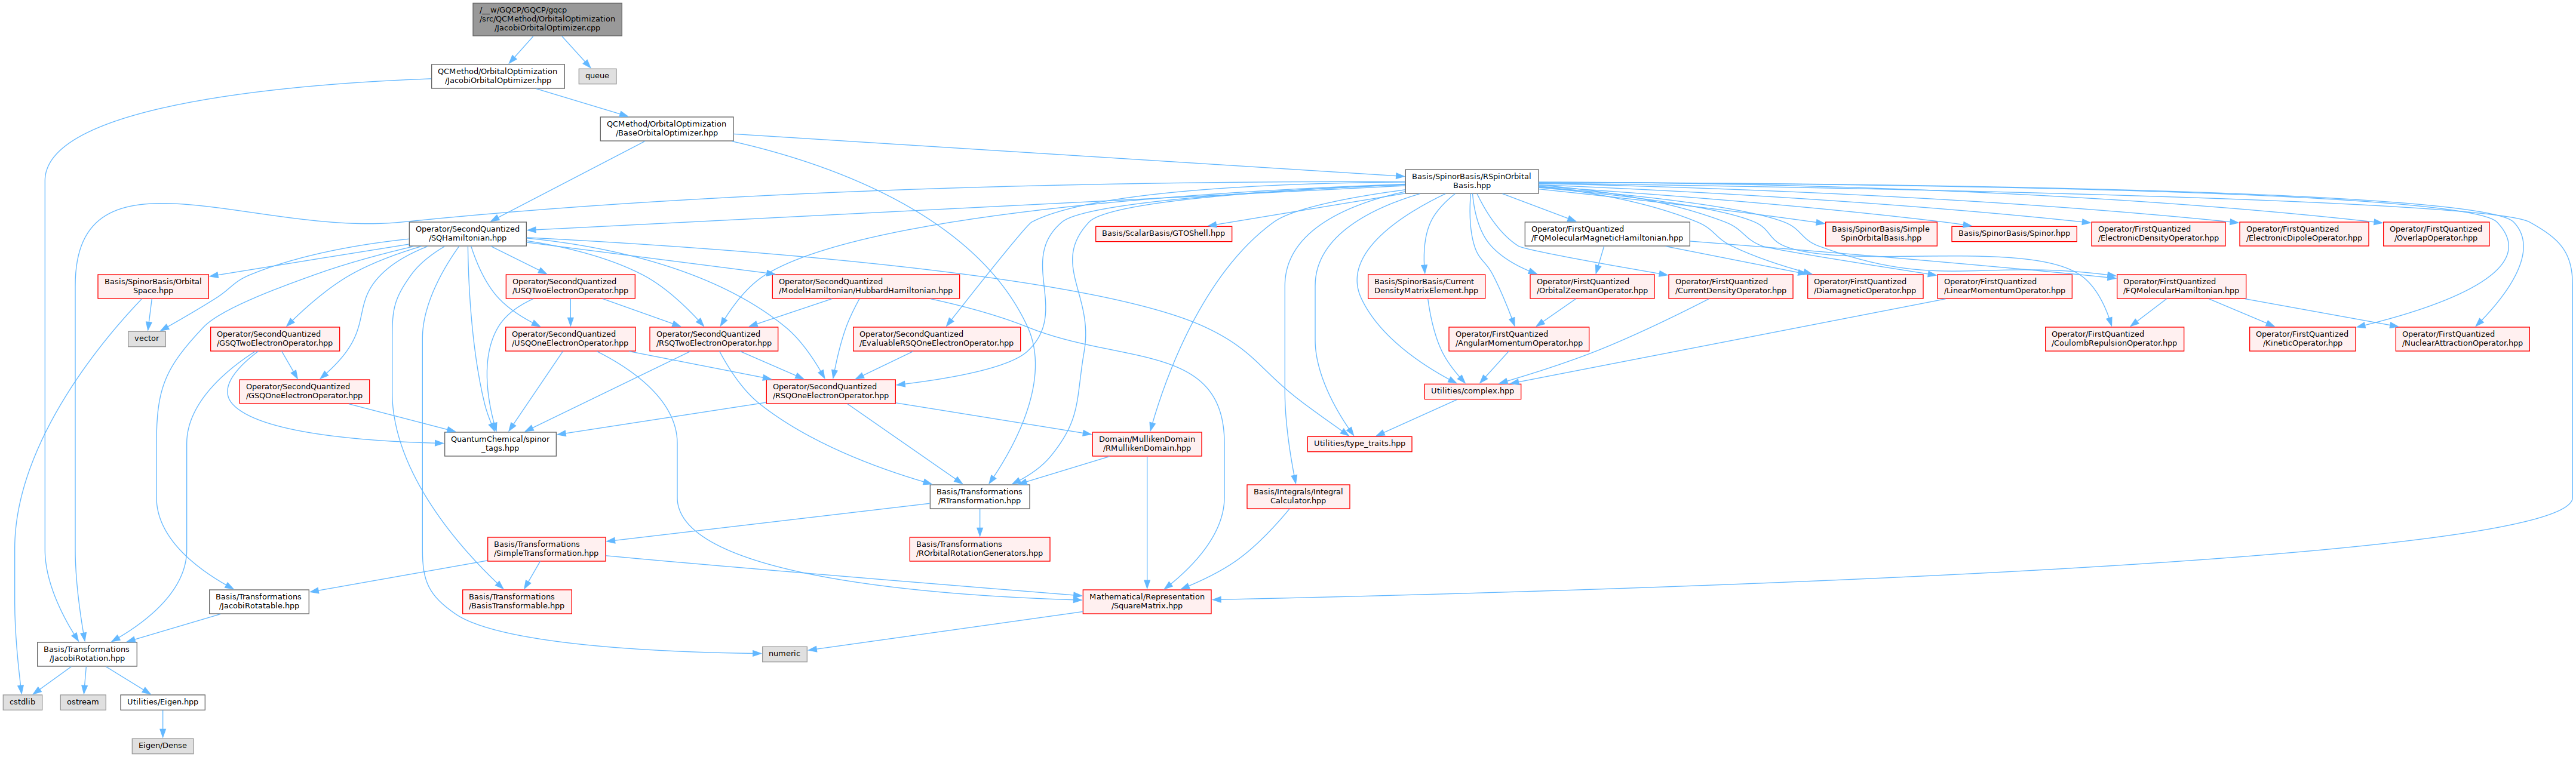 /__w/GQCP/GQCP/gqcp
/src/QCMethod/OrbitalOptimization
/JacobiOrbitalOptimizer.cpp
QCMethod/OrbitalOptimization
/JacobiOrbitalOptimizer.hpp
queue
QCMethod/OrbitalOptimization
/BaseOrbitalOptimizer.hpp
Basis/SpinorBasis/RSpinOrbital
Basis.hpp
Operator/SecondQuantized
/SQHamiltonian.hpp
Basis/ScalarBasis/GTOShell.hpp
Operator/FirstQuantized
/FQMolecularMagneticHamiltonian.hpp
Basis/SpinorBasis/Simple
SpinOrbitalBasis.hpp
Basis/SpinorBasis/Spinor.hpp
Operator/FirstQuantized
/ElectronicDensityOperator.hpp
Operator/FirstQuantized
/ElectronicDipoleOperator.hpp
Operator/FirstQuantized
/OverlapOperator.hpp
Basis/SpinorBasis/Orbital
Space.hpp
Operator/SecondQuantized
/USQTwoElectronOperator.hpp
Operator/SecondQuantized
/ModelHamiltonian/HubbardHamiltonian.hpp
Basis/SpinorBasis/Current
DensityMatrixElement.hpp
Operator/FirstQuantized
/OrbitalZeemanOperator.hpp
Operator/FirstQuantized
/CurrentDensityOperator.hpp
Operator/FirstQuantized
/DiamagneticOperator.hpp
Operator/FirstQuantized
/LinearMomentumOperator.hpp
Operator/FirstQuantized
/FQMolecularHamiltonian.hpp
vector
Operator/SecondQuantized
/GSQTwoElectronOperator.hpp
Operator/SecondQuantized
/USQOneElectronOperator.hpp
Operator/SecondQuantized
/RSQTwoElectronOperator.hpp
Operator/SecondQuantized
/EvaluableRSQOneElectronOperator.hpp
Operator/FirstQuantized
/AngularMomentumOperator.hpp
Operator/FirstQuantized
/CoulombRepulsionOperator.hpp
Operator/FirstQuantized
/KineticOperator.hpp
Operator/FirstQuantized
/NuclearAttractionOperator.hpp
Operator/SecondQuantized
/GSQOneElectronOperator.hpp
Operator/SecondQuantized
/RSQOneElectronOperator.hpp
Utilities/complex.hpp
QuantumChemical/spinor
_tags.hpp
Domain/MullikenDomain
/RMullikenDomain.hpp
Utilities/type_traits.hpp
Basis/Transformations
/RTransformation.hpp
Basis/Integrals/Integral
Calculator.hpp
Basis/Transformations
/SimpleTransformation.hpp
Basis/Transformations
/ROrbitalRotationGenerators.hpp
Basis/Transformations
/JacobiRotatable.hpp
Basis/Transformations
/BasisTransformable.hpp
Mathematical/Representation
/SquareMatrix.hpp
Basis/Transformations
/JacobiRotation.hpp
numeric
cstdlib
ostream
Utilities/Eigen.hpp
Eigen/Dense